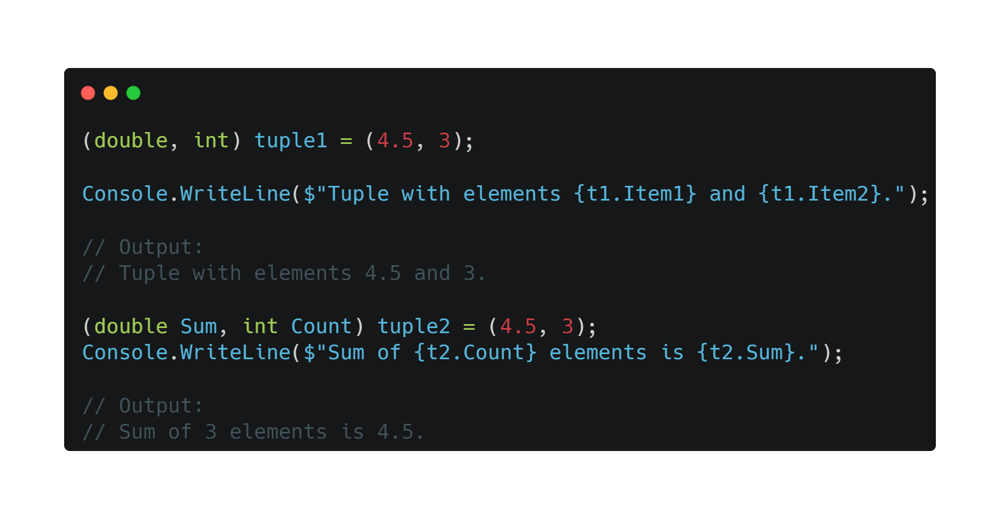 (double, int) tuple1 = (4.5, 3);
Console.WriteLine($"Tuple with elements {t1.Item1} and {t1.Item2}.");
// Output:
// Tuple with elements 4.5 and 3.
(double Sum, int Count) tuple2 = (4.5, 3);
Console.WriteLine($"Sum of {t2.Count} elements is {t2.Sum}.");
// Output:
// Sum of 3 elements is 4.5.